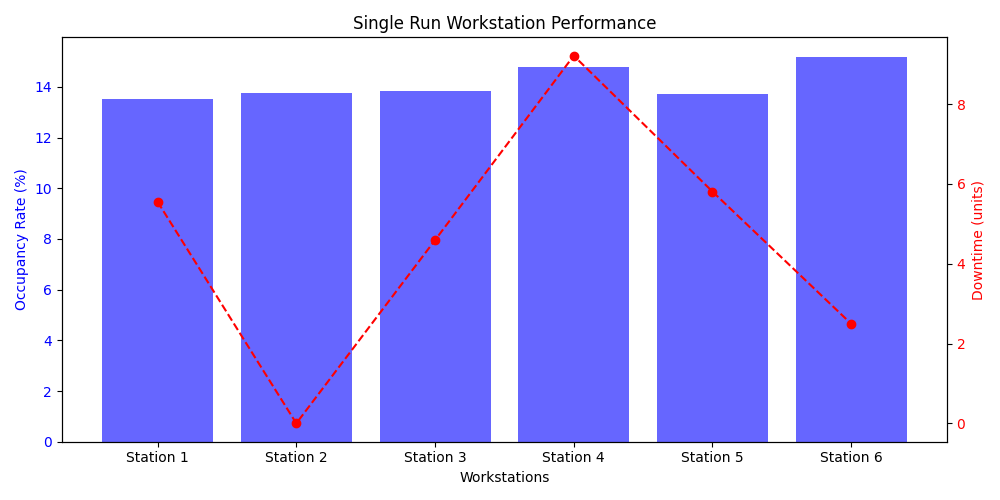 Single Run Workstation Performance
Occupancy Rate (%)
14
12
10
8
6
4
2
0
8
6
4
2
0
Downtime (units)
Station 1 Station 2 Station 3 Station 4 Station 5 Station 6
Workstations